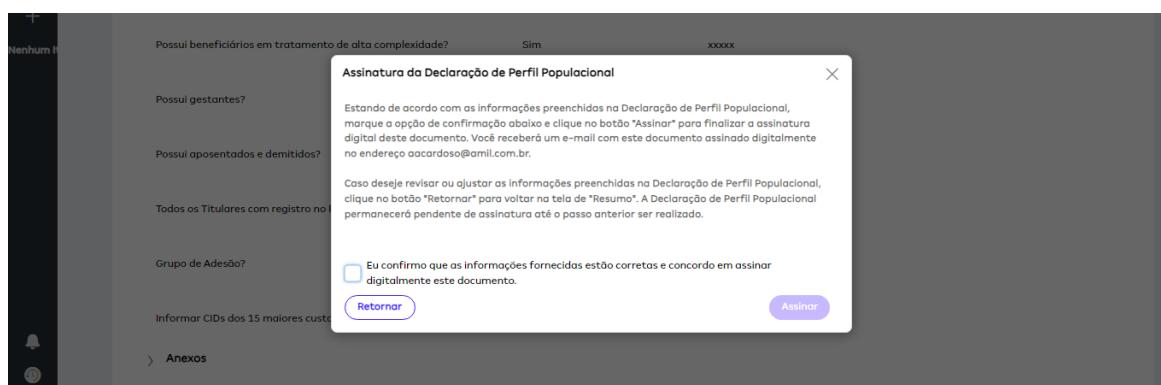 Nenhum It
Possui beneficiários em tratamento de alta complexidade? Sim xxxxx
Assinatura da Declaração de Perfil Populacional
Possui gestantes?
Estando de acordo com as informações preenchidas na Declaração de Perfil Populacional,
marque a opção de confirmação abaixo e clique no botão "Assinar" para finalizar a assinatura
digital deste documento. Você receberá um e-mail com este documento assinado digitalmente
no endereço aacardoso@amil.com.br.
Possui aposentados e demitidos?
Caso deseje revisar ou ajustar as informações preenchidas na Declaração de Perfil Populacional,
clique no botão "Retornar" para voltar na tela de "Resumo". A Declaração de Perfil Populacional
permanecerá pendente de assinatura até o passo anterior ser realizado.
Todos os Titulares com registro no
Grupo de Adesão?
Eu confirmo que as informações fornecidas estão corretas e concordo em assinar
digitalmente este documento.
Retornar Assinar
Informar CIDs dos 15 maiores custo
Anexos